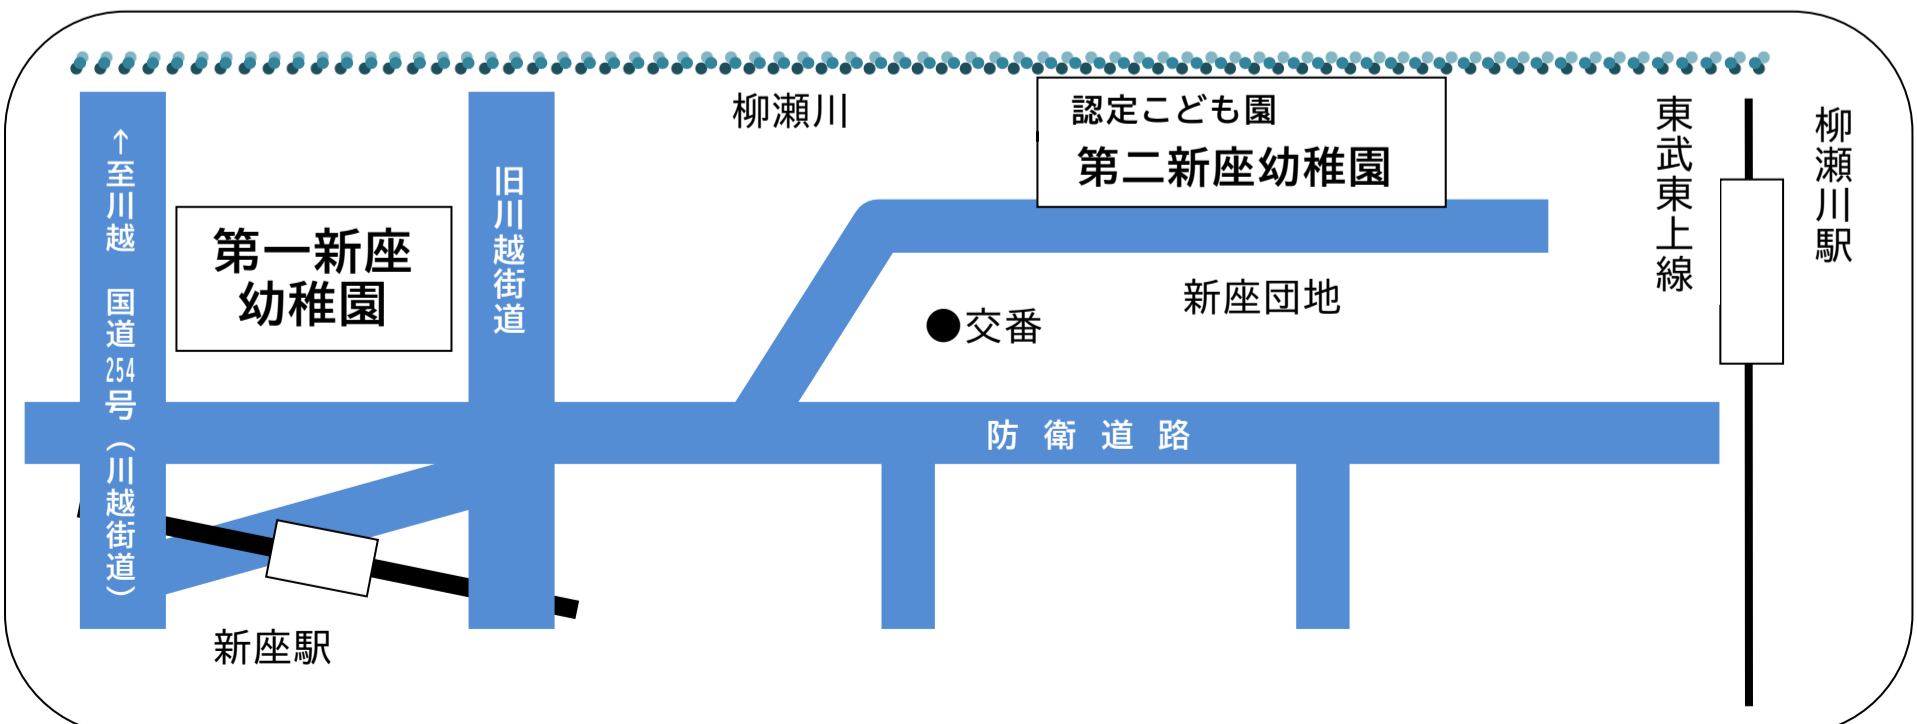 柳瀬川
認定こども園
第二新座幼稚園
東武東上線
柳瀬川駅
↑至川越　国道254号（川越街道）
第一新座
幼稚園
旧川越街道
新座団地
●交番
防衛道路
新座駅